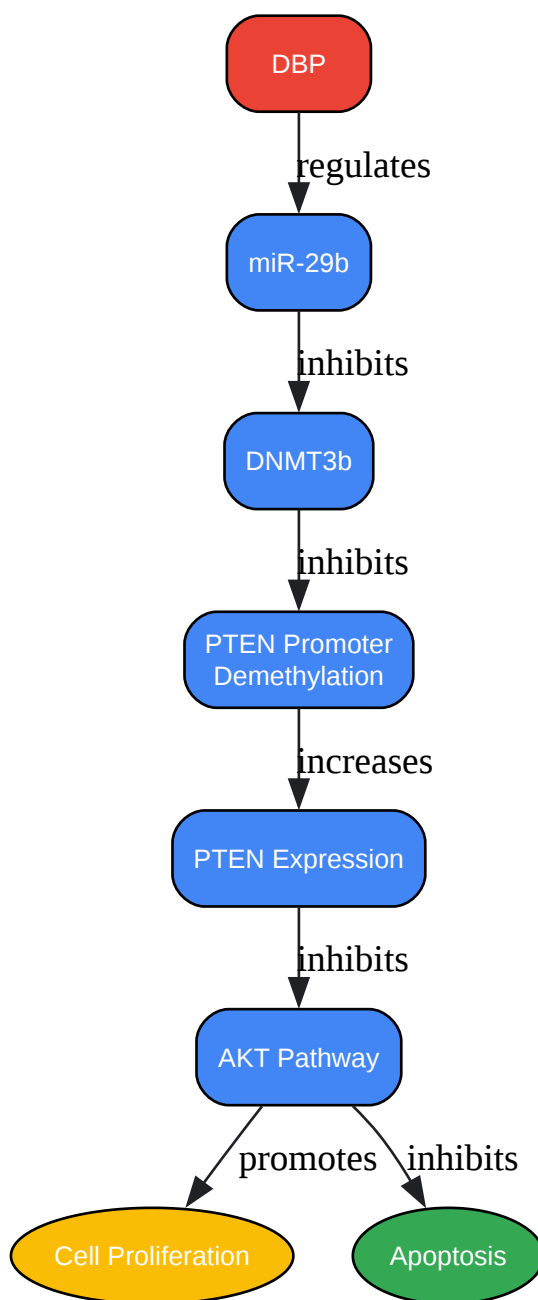 DBP
regulates
miR-29b
inhibits
DNMT3b
inhibits
PTEN Promoter
Demethylation
increases
PTEN Expression
inhibits
AKT Pathway
promotes
inhibits
Cell Proliferation
Apoptosis